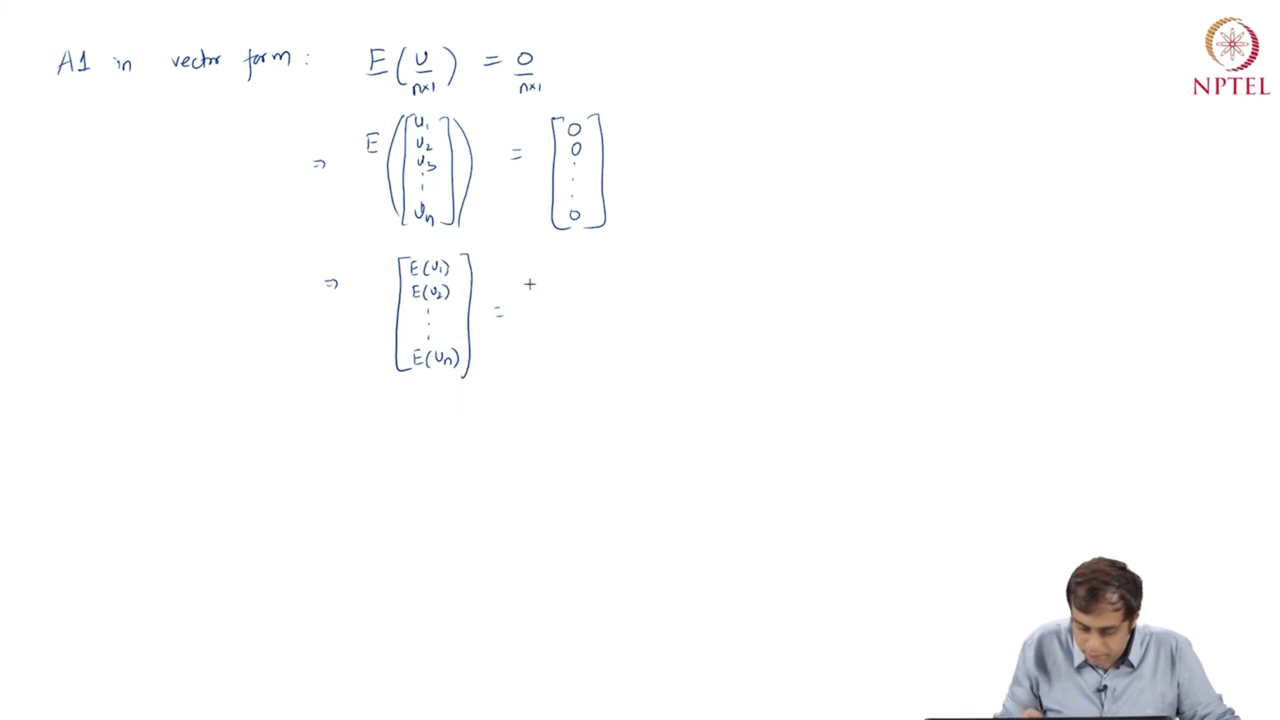 A1 in vector form : E(U) = 0
n×1 n×1
⇒ E([U1 U2 U3 ⋮ Un]) = [0 0 ⋮ 0]
⇒ [E(U1) E(U2) ⋮ E(Un)] =
NPTEL